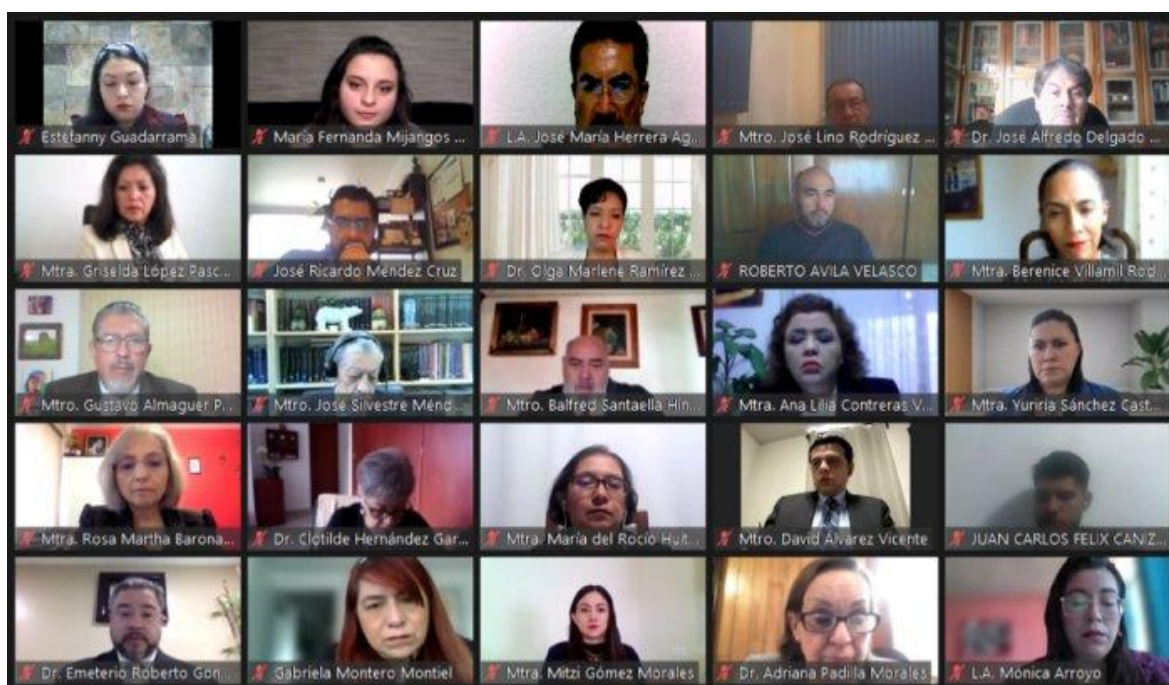 Estefanny Guadarrama
María Fernanda Mijangos ...
L.A. José María Herrera Ag...
Mtro. José Lino Rodríguez ...
Dr. José Alfredo Delgado ...
Mtra. Griselda López Pasc...
José Ricardo Méndez Cruz
Dr. Olga Marlene Ramírez ...
ROBERTO AVILA VELASCO
Mtra. Berenice Villamil Rod...
Mtro. Gustavo Almaguer P...
Mtro. José Silvestre Ménd...
Mtro. Balfred Santaella Hin...
Mtra. Ana Lilia Contreras V...
Mtra. Yuriria Sánchez Cast...
Mtra. Rosa Martha Barona...
Dr. Clotilde Hernández Gar...
Mtra. María del Rocío Huit...
Mtro. David Álvarez Vicente
JUAN CARLOS FELIX CANIZ...
Dr. Emeterio Roberto Gon...
Gabriela Montero Montiel
Mtra. Mitzi Gómez Morales
Dr. Adriana Padilla Morales
L.A. Mónica Arroyo